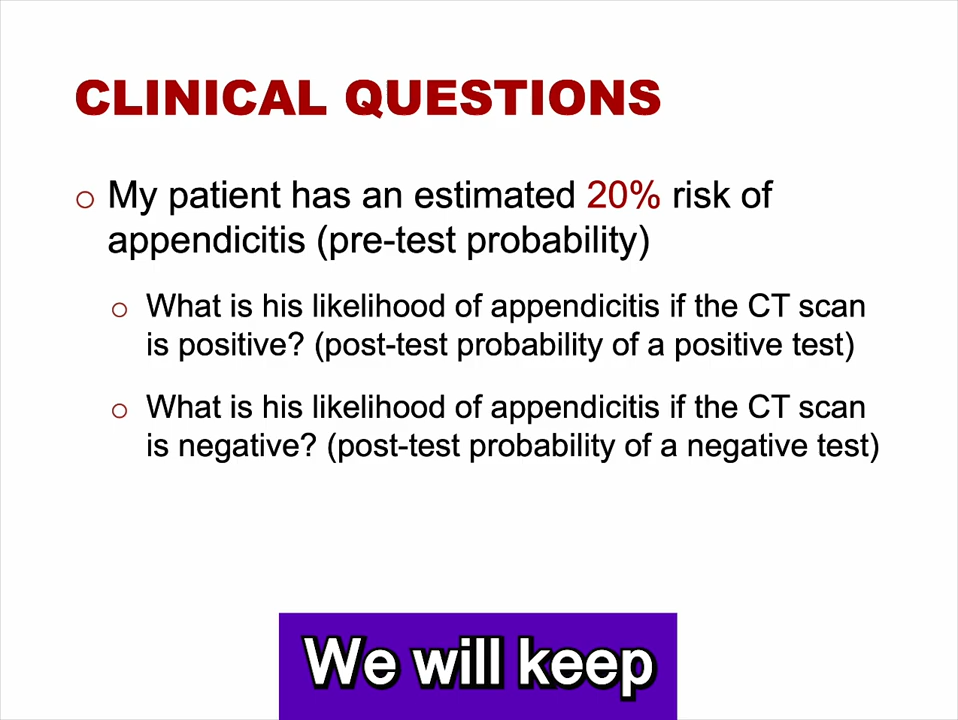 CLINICAL QUESTIONS
My patient has an estimated 20% risk of
appendicitis (pre-test probability)
What is his likelihood of appendicitis if the CT scan
is positive? (post-test probability of a positive test)
What is his likelihood of appendicitis if the CT scan
is negative? (post-test probability of a negative test)
We will keep